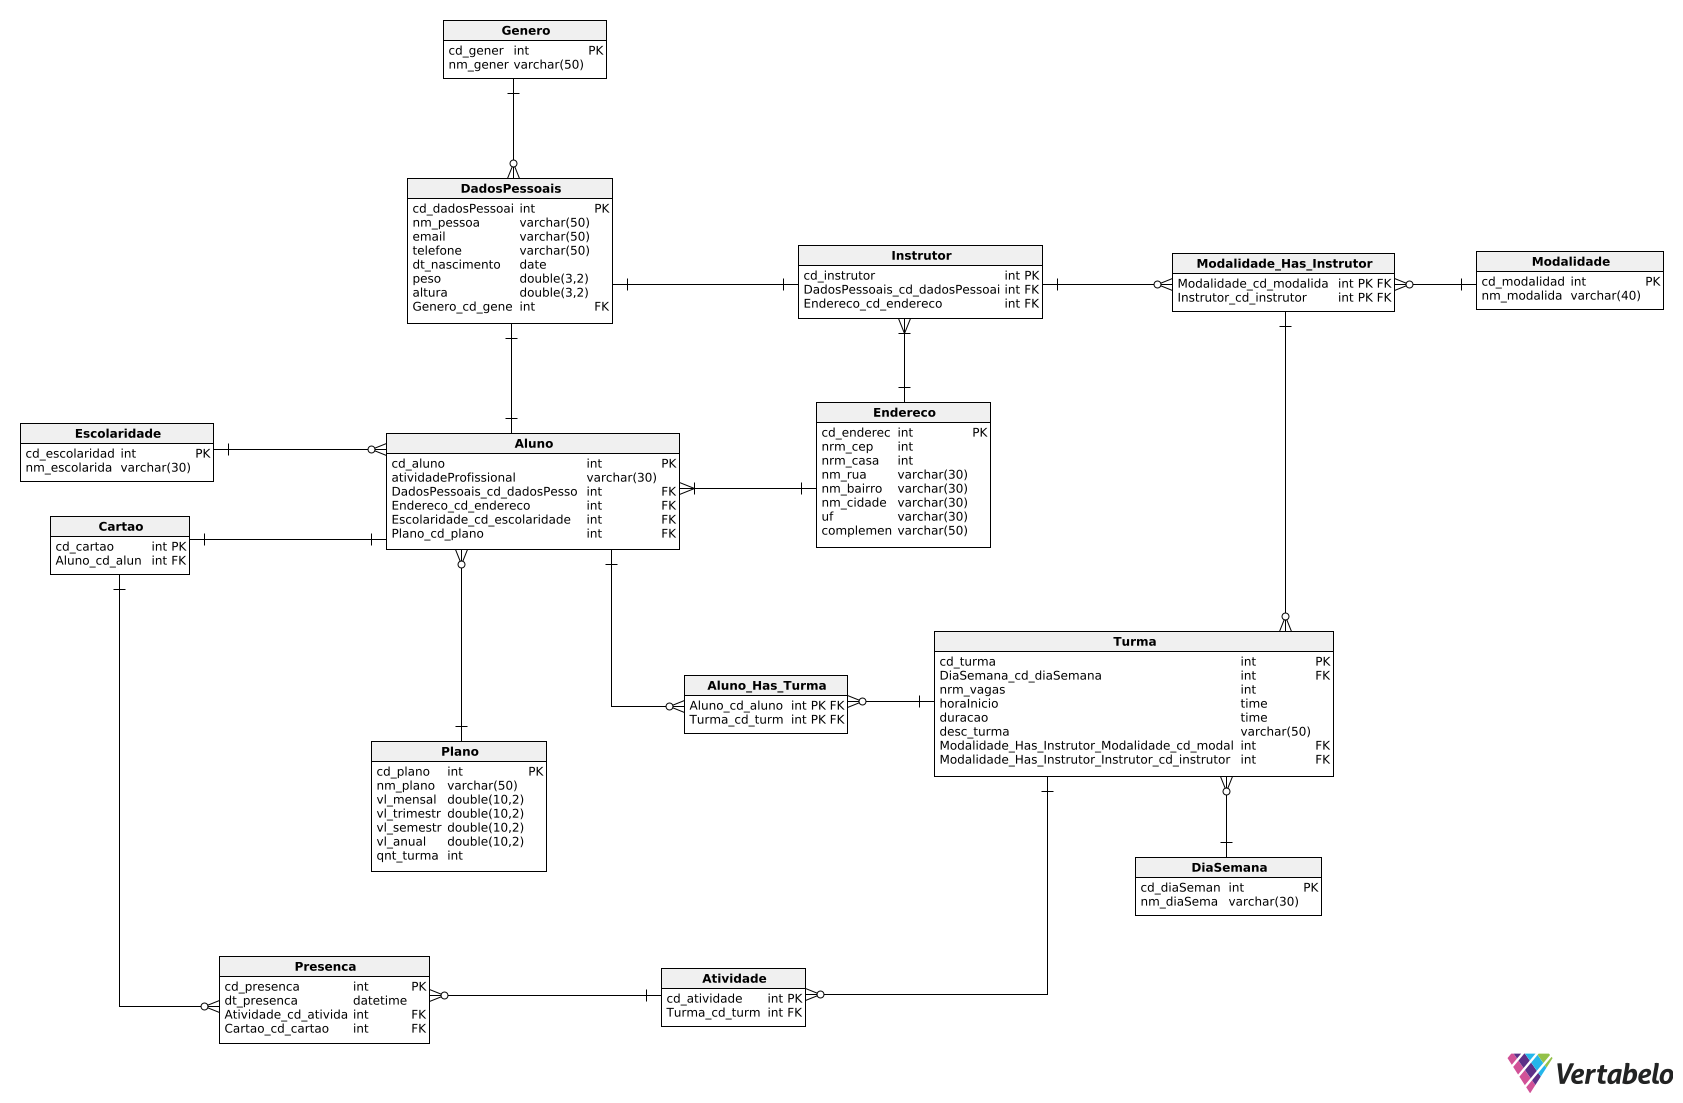 Genero
cd_gener int PK
nm_gener varchar(50)
DadosPessoais
cd_dadosPessoai int PK
nm_pessoa varchar(50)
email varchar(50)
telefone varchar(50)
dt_nascimento date
peso double(3,2)
altura double(3,2)
Genero_cd_gene int FK
Instrutor
cd_instrutor int PK
DadosPessoais_cd_dadosPessoai int FK
Endereco_cd_endereco int FK
Modalidade_Has_Instrutor
Modalidade_cd_modalida int PK FK
Instrutor_cd_instrutor int PK FK
Modalidade
cd_modalidad int PK
nm_modalida varchar(40)
Escolaridade
cd_escolaridad int PK
nm_escolarida varchar(30)
Aluno
cd_aluno int PK
atividadeProfissional varchar(30)
DadosPessoais_cd_dadosPesso int FK
Endereco_cd_endereco int FK
Escolaridade_cd_escolaridade int FK
Plano_cd_plano int FK
Endereco
cd_enderec int PK
nrm_cep int
nrm_casa int
nm_rua varchar(30)
nm_bairro varchar(30)
nm_cidade varchar(30)
uf varchar(30)
complemen varchar(50)
Cartao
cd_cartao int PK
Aluno_cd_alun int FK
Aluno_Has_Turma
Aluno_cd_aluno int PK FK
Turma_cd_turm int PK FK
Turma
cd_turma int PK
DiaSemana_cd_diaSemana int FK
nrm_vagas int
horaInicio time
duracao time
desc_turma varchar(50)
Modalidade_Has_Instrutor_Modalidade_cd_modal int FK
Modalidade_Has_Instrutor_Instrutor_cd_instrutor int FK
Plano
cd_plano int PK
nm_plano varchar(50)
vl_mensal double(10,2)
vl_trimestr double(10,2)
vl_semestr double(10,2)
vl_anual double(10,2)
qnt_turma int
DiaSemana
cd_diaSeman int PK
nm_diaSema varchar(30)
Presenca
cd_presenca int PK
dt_presenca datetime
Atividade_cd_ativida int FK
Cartao_cd_cartao int FK
Atividade
cd_atividade int PK
Turma_cd_turm int FK
Vertabelo